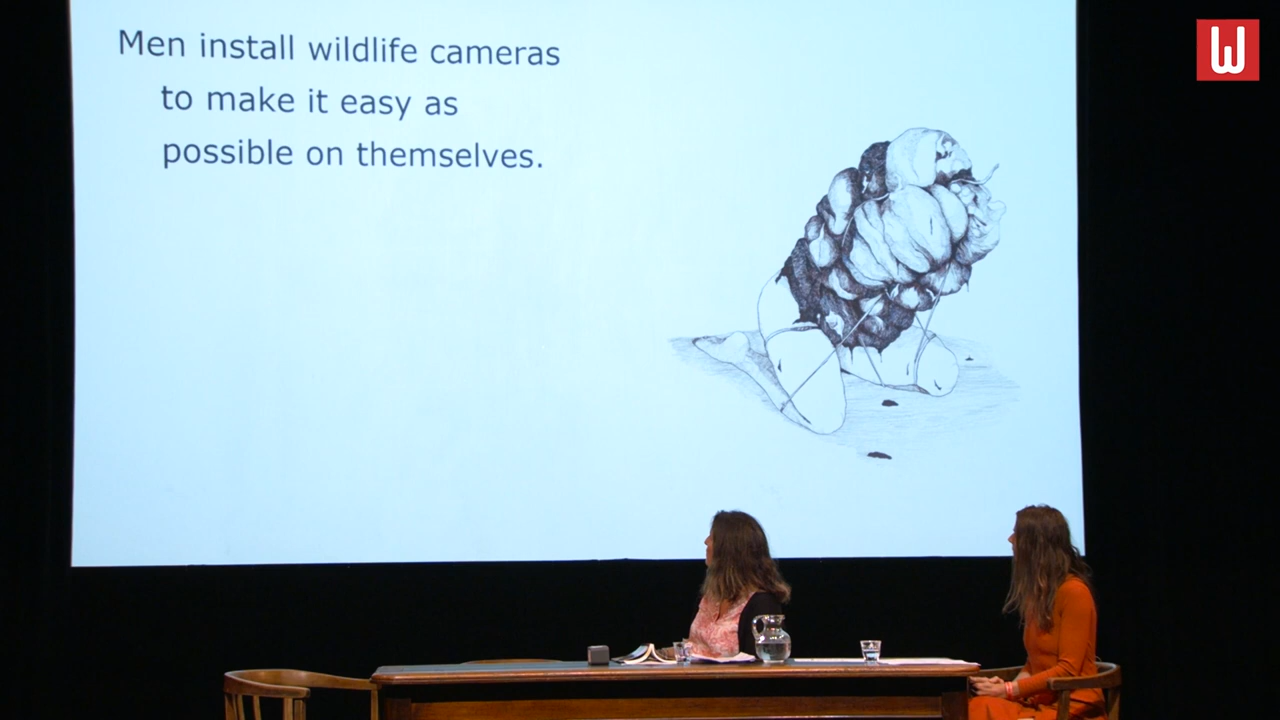 Men install wildlife cameras
to make it easy as
possible on themselves.
W